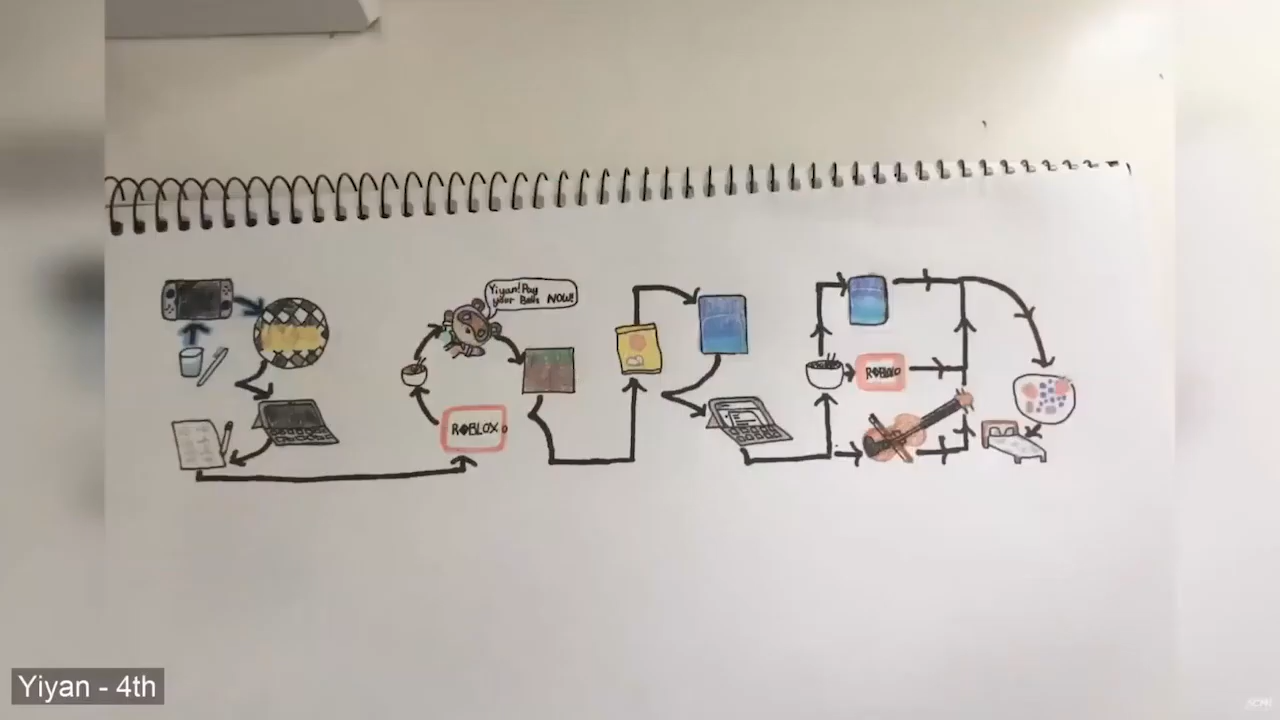 Yiyan! Pay
your Bells NOW!!
ROBLOX
ROBLOX
Yiyan - 4th